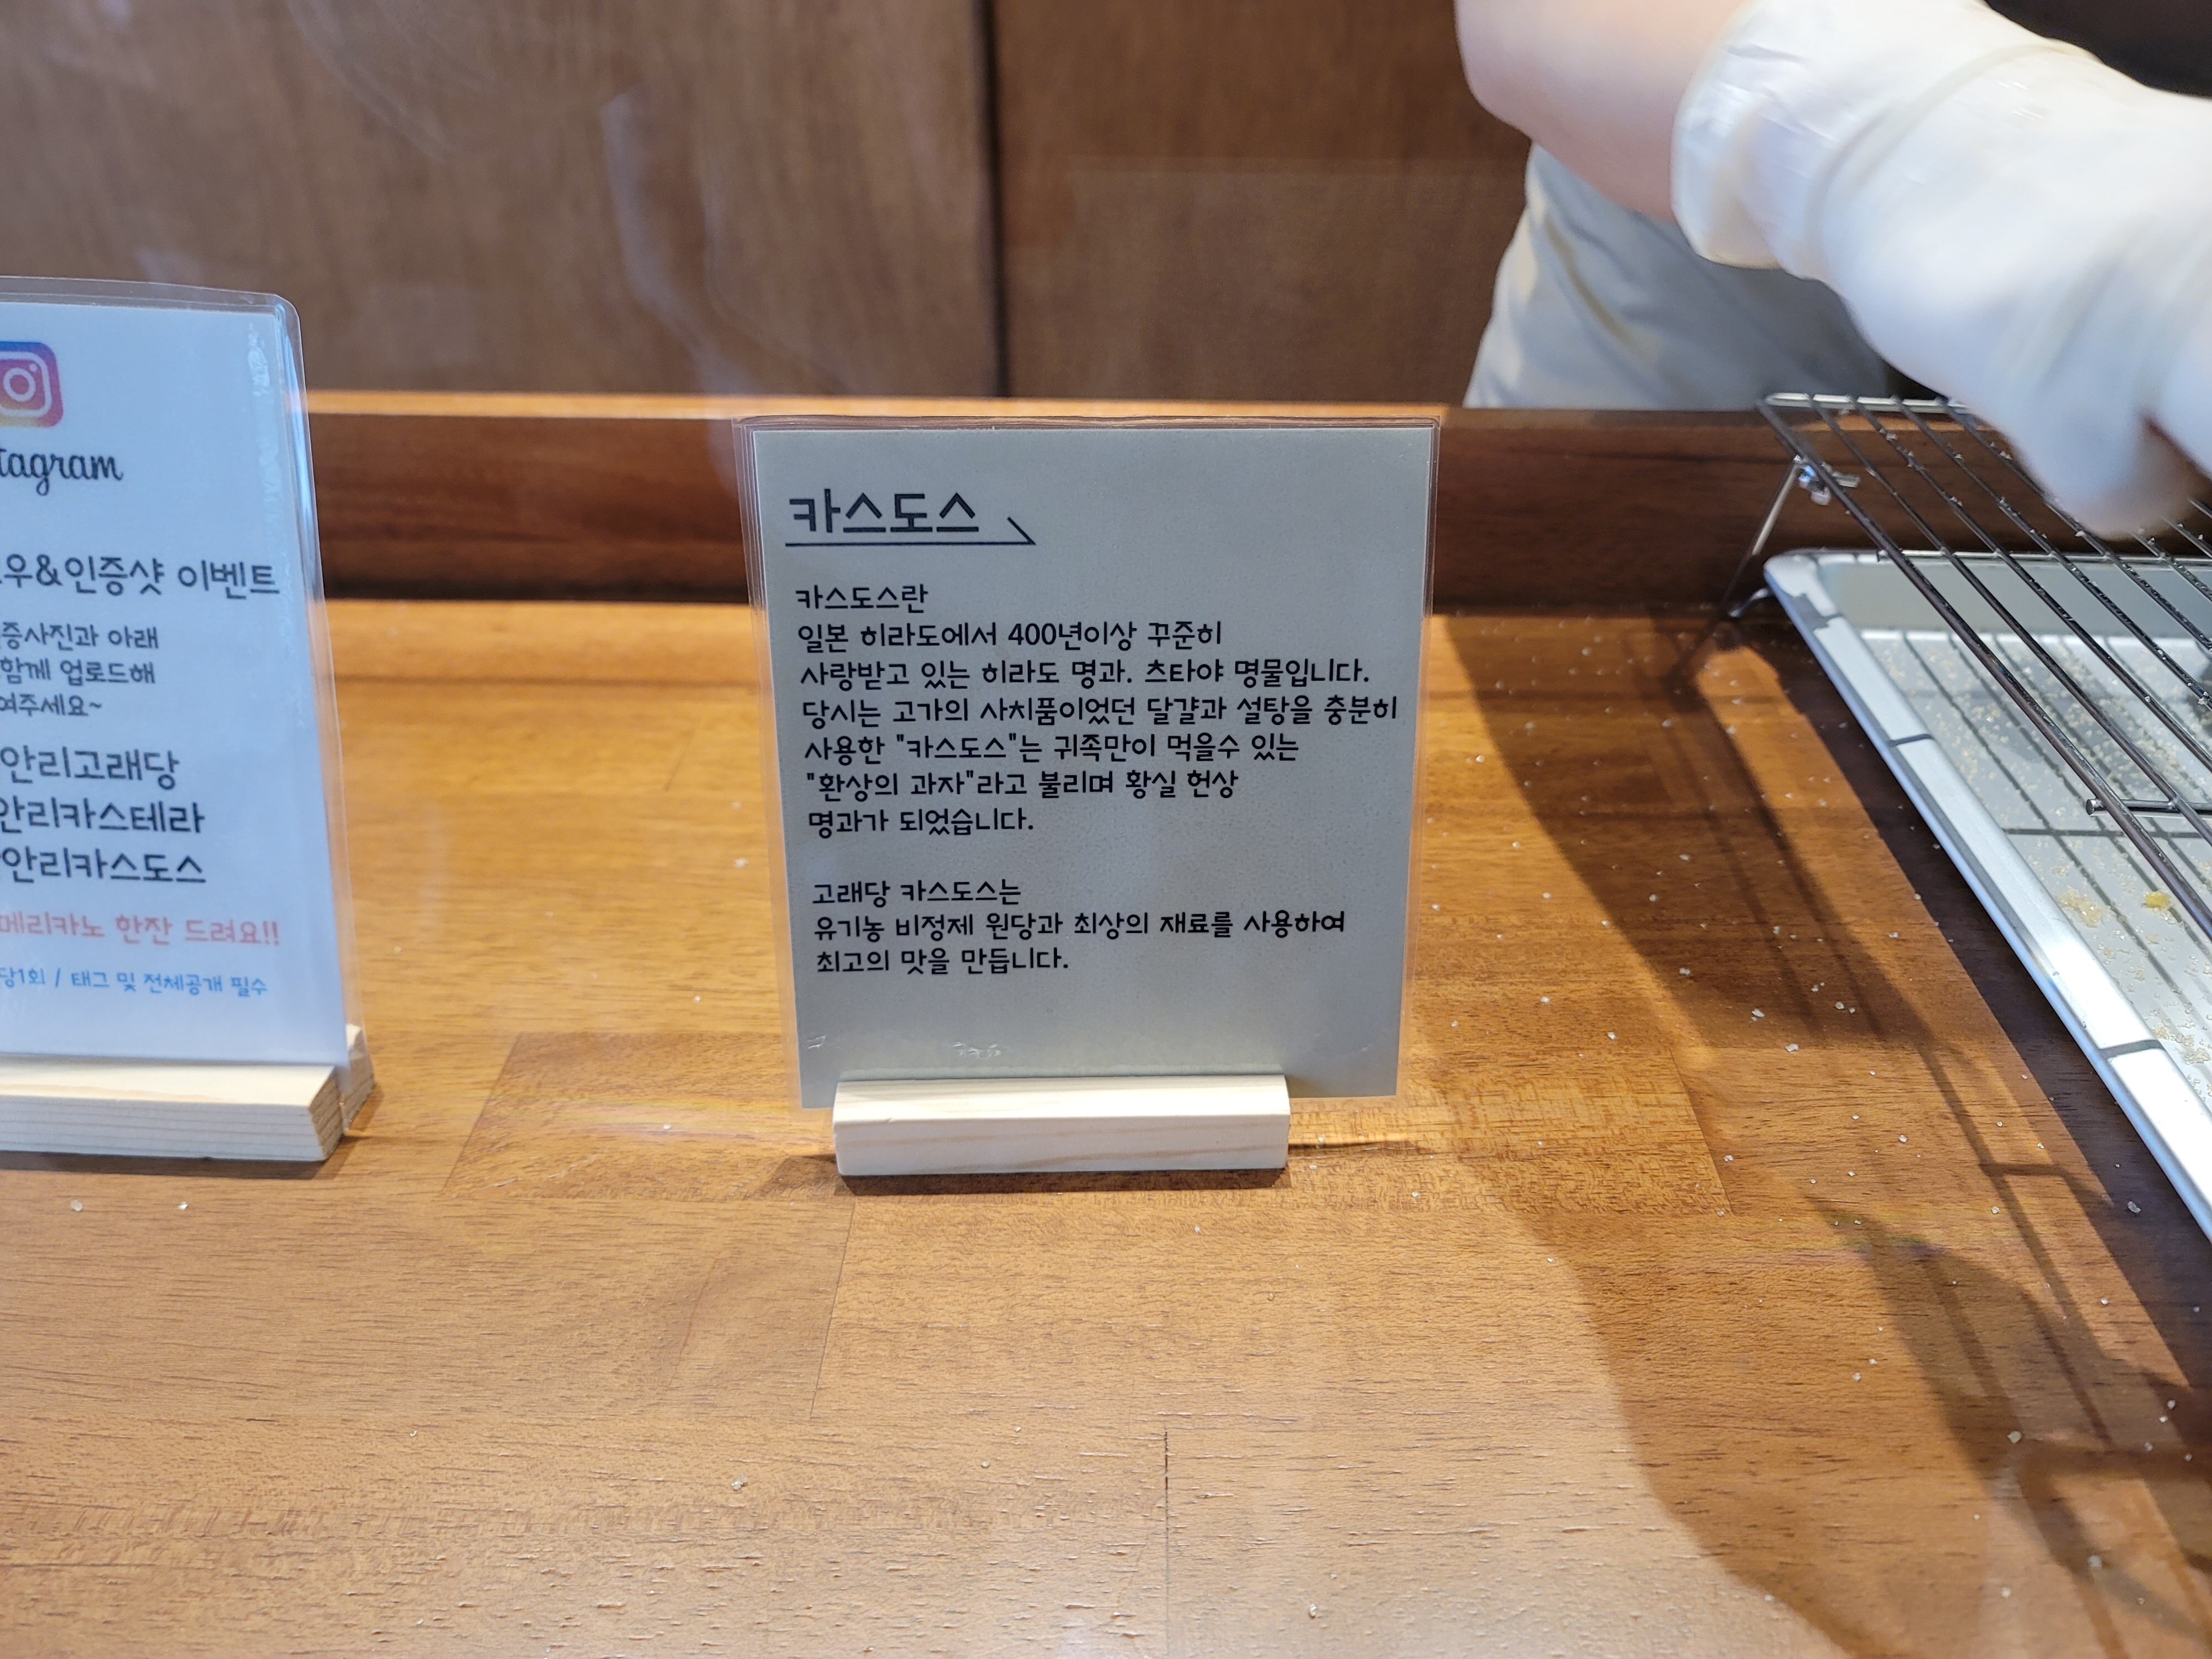 tagram
우&인증샷 이벤트
증사진과 아래
함께 업로드해
여주세요~
안리고래당
안리카스테라
안리카스도스
메리카노 한잔 드려요!!
당1회 / 태그 및 전체공개 필수
카스도스
카스도스란
일본 히라도에서 400년이상 꾸준히
사랑받고 있는 히라도 명과. 츠타야 명물입니다.
당시는 고가의 사치품이었던 달걀과 설탕을 충분히
사용한 "카스도스"는 귀족만이 먹을수 있는
"환상의 과자"라고 불리며 황실 헌상
명과가 되었습니다.
고래당 카스도스는
유기농 비정제 원당과 최상의 재료를 사용하여
최고의 맛을 만듭니다.